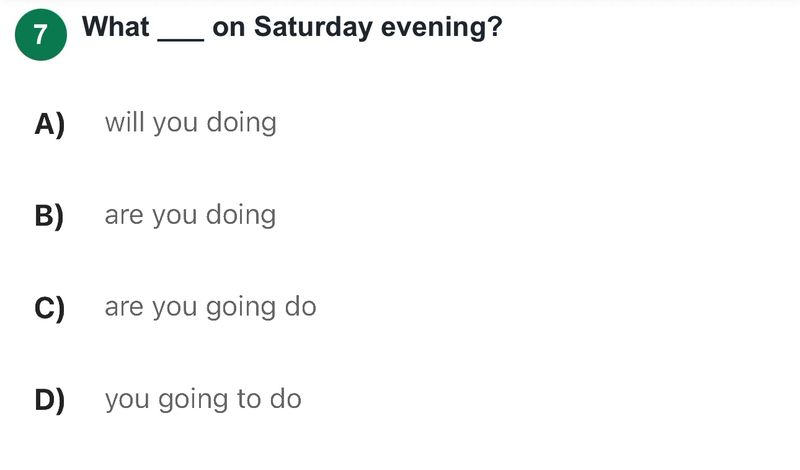 7 What ___ on Saturday evening?
A) will you doing
B) are you doing
C) are you going do
D) you going to do